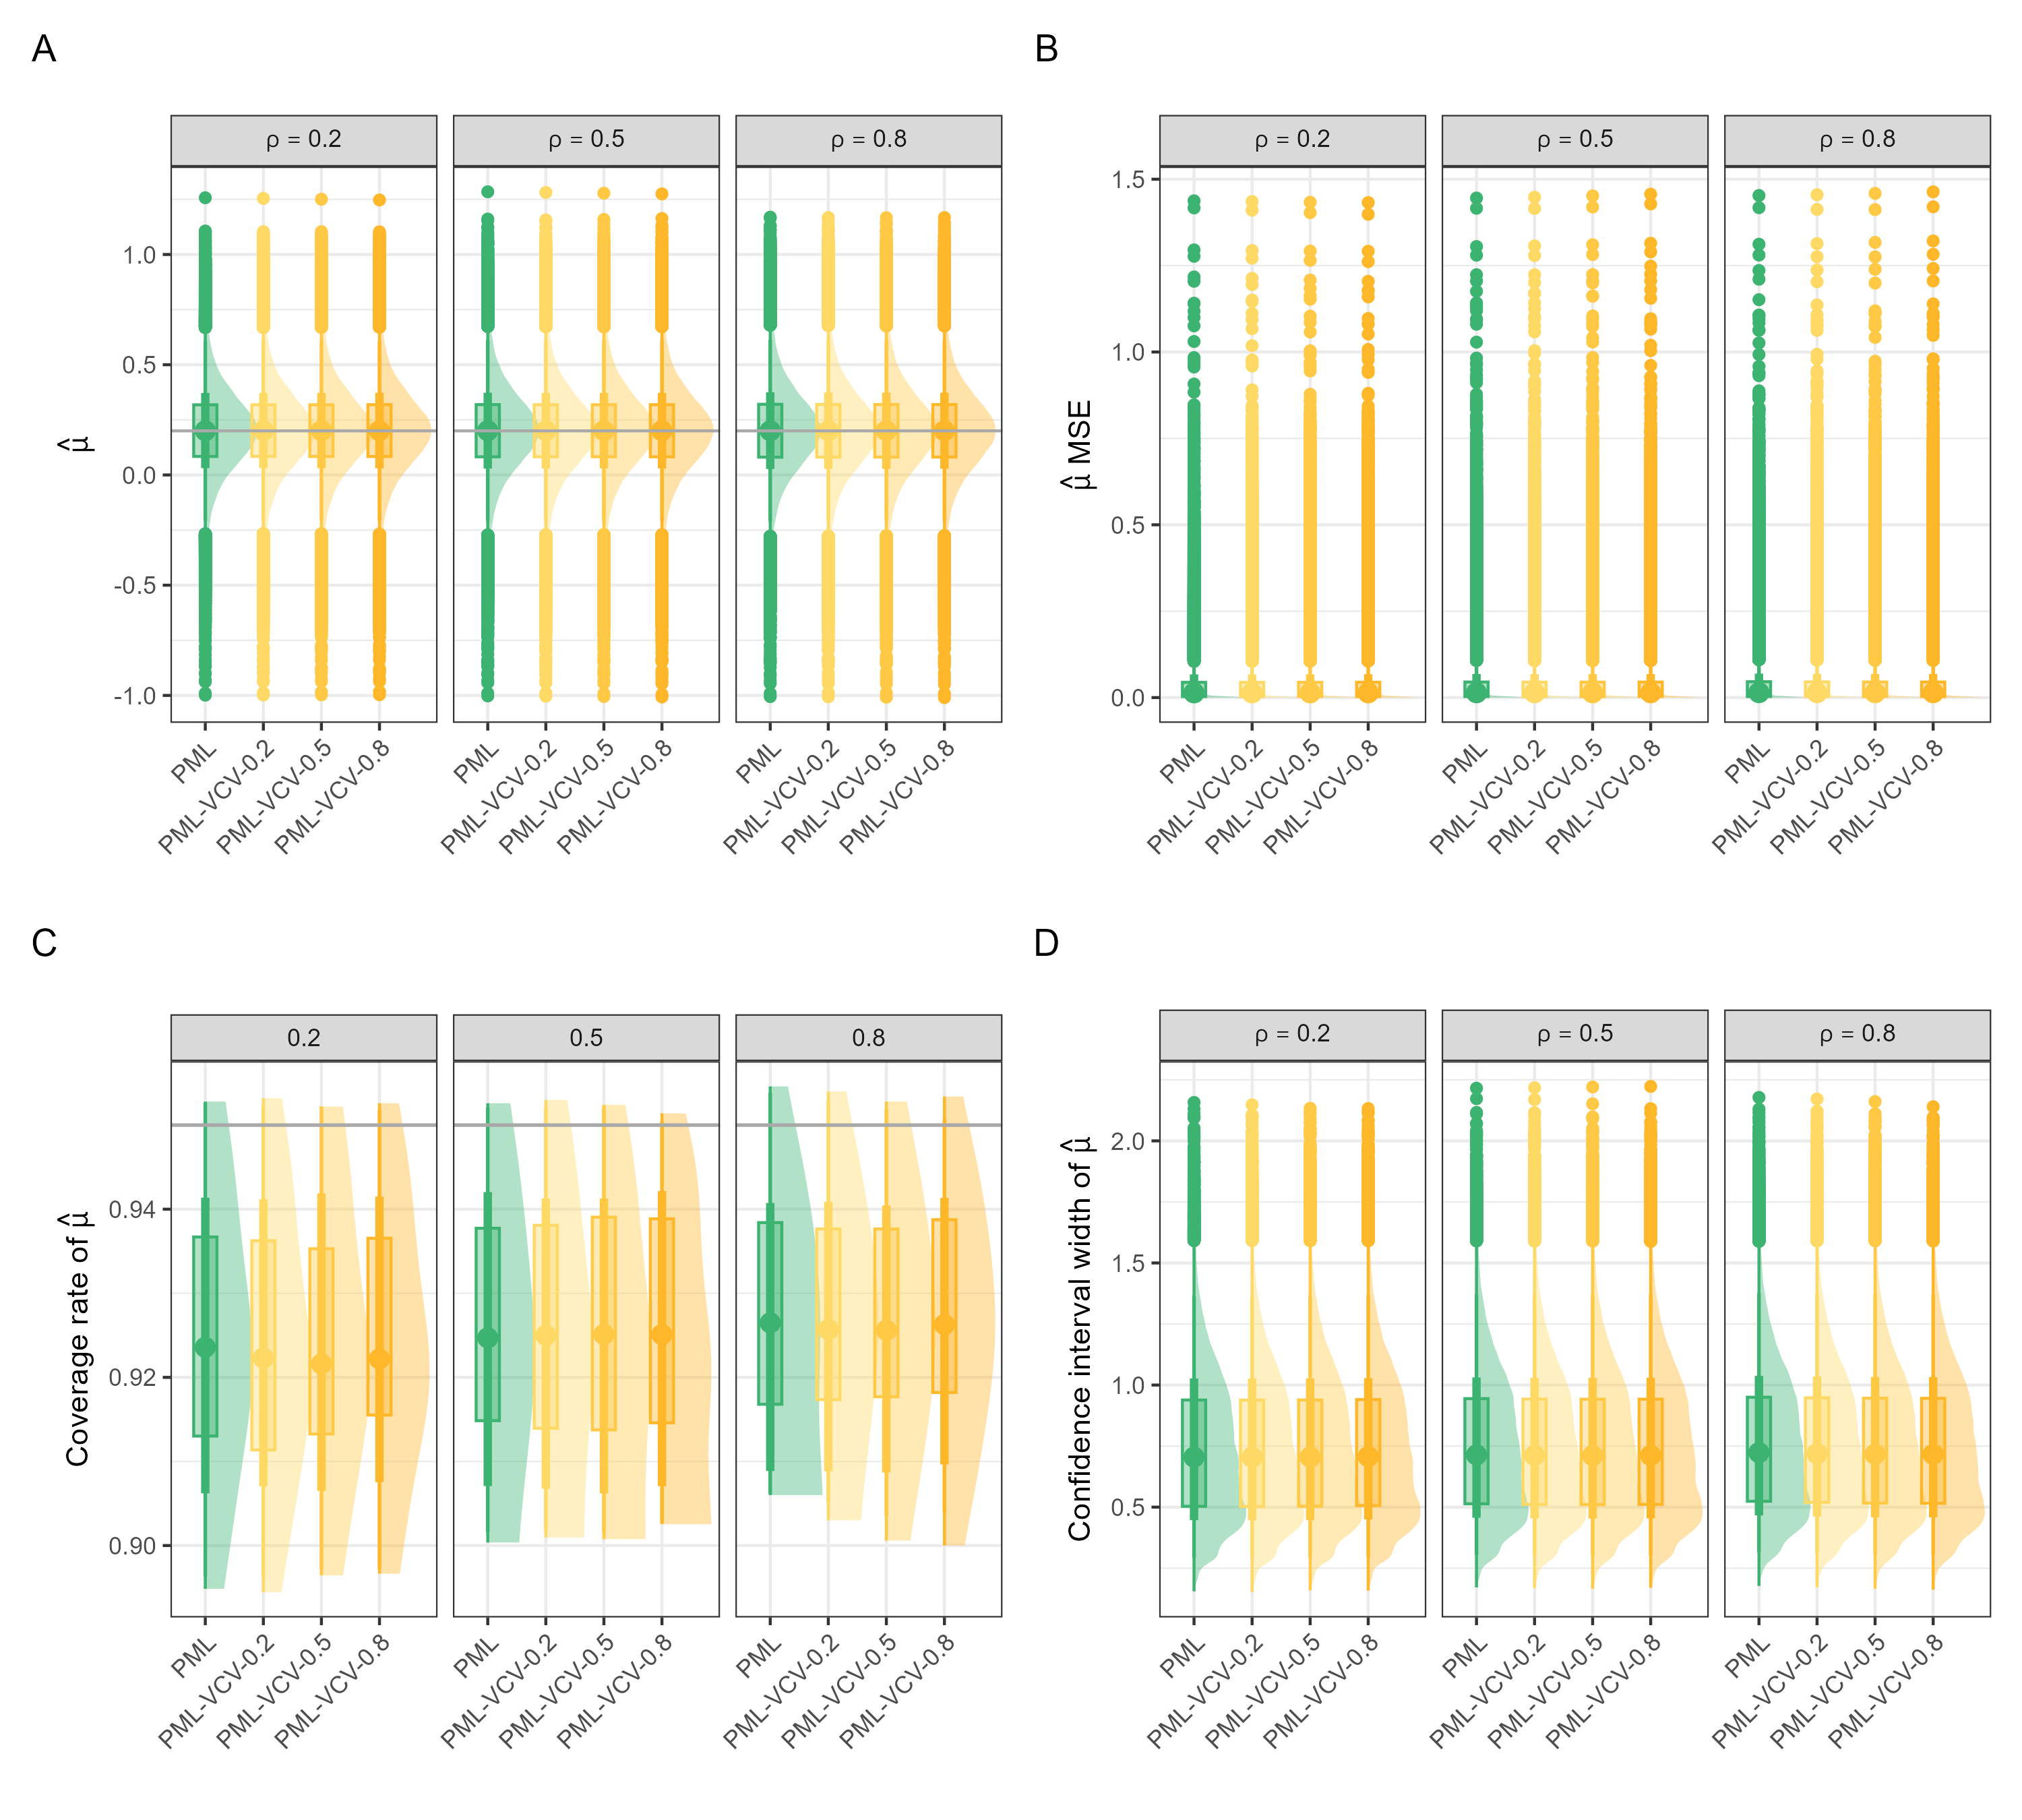 A
ρ = 0.2 ρ = 0.5 ρ = 0.8
μ̂
1.0
0.5
0.0
-0.5
-1.0
PML PML-VCV-0.2 PML-VCV-0.5 PML-VCV-0.8 PML PML-VCV-0.2 PML-VCV-0.5 PML-VCV-0.8 PML PML-VCV-0.2 PML-VCV-0.5 PML-VCV-0.8
B
ρ = 0.2 ρ = 0.5 ρ = 0.8
μ̂ MSE
1.5
1.0
0.5
0.0
PML PML-VCV-0.2 PML-VCV-0.5 PML-VCV-0.8 PML PML-VCV-0.2 PML-VCV-0.5 PML-VCV-0.8 PML PML-VCV-0.2 PML-VCV-0.5 PML-VCV-0.8
C
0.2 0.5 0.8
Coverage rate of μ̂
0.94
0.92
0.90
PML PML-VCV-0.2 PML-VCV-0.5 PML-VCV-0.8 PML PML-VCV-0.2 PML-VCV-0.5 PML-VCV-0.8 PML PML-VCV-0.2 PML-VCV-0.5 PML-VCV-0.8
D
ρ = 0.2 ρ = 0.5 ρ = 0.8
Confidence interval width of μ̂
2.0
1.5
1.0
0.5
PML PML-VCV-0.2 PML-VCV-0.5 PML-VCV-0.8 PML PML-VCV-0.2 PML-VCV-0.5 PML-VCV-0.8 PML PML-VCV-0.2 PML-VCV-0.5 PML-VCV-0.8